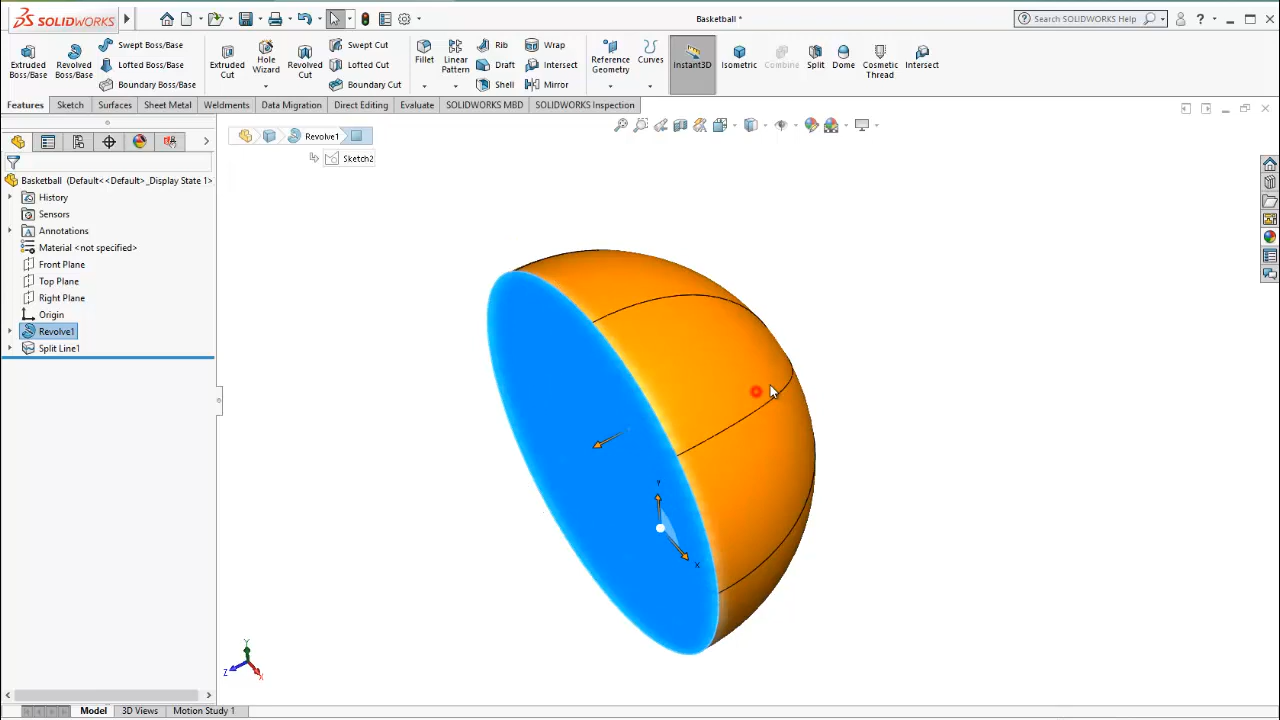 SOLIDWORKS
Basketball *
Search SOLIDWORKS Help
Extruded Boss/Base
Revolved Boss/Base
Swept Boss/Base
Lofted Boss/Base
Boundary Boss/Base
Extruded Cut
Hole Wizard
Revolved Cut
Swept Cut
Lofted Cut
Boundary Cut
Fillet
Linear Pattern
Rib
Draft
Shell
Wrap
Intersect
Mirror
Reference Geometry
Curves
Instant3D
Isometric
Combine
Split
Dome
Cosmetic Thread
Intersect
Features
Sketch
Surfaces
Sheet Metal
Weldments
Data Migration
Direct Editing
Evaluate
SOLIDWORKS MBD
SOLIDWORKS Inspection
Revolve1
Sketch2
Basketball (Default<<Default>_Display State 1>)
History
Sensors
Annotations
Material <not specified>
Front Plane
Top Plane
Right Plane
Origin
Revolve1
Split Line1
Y
X
Y
Z
X
Model
3D Views
Motion Study 1